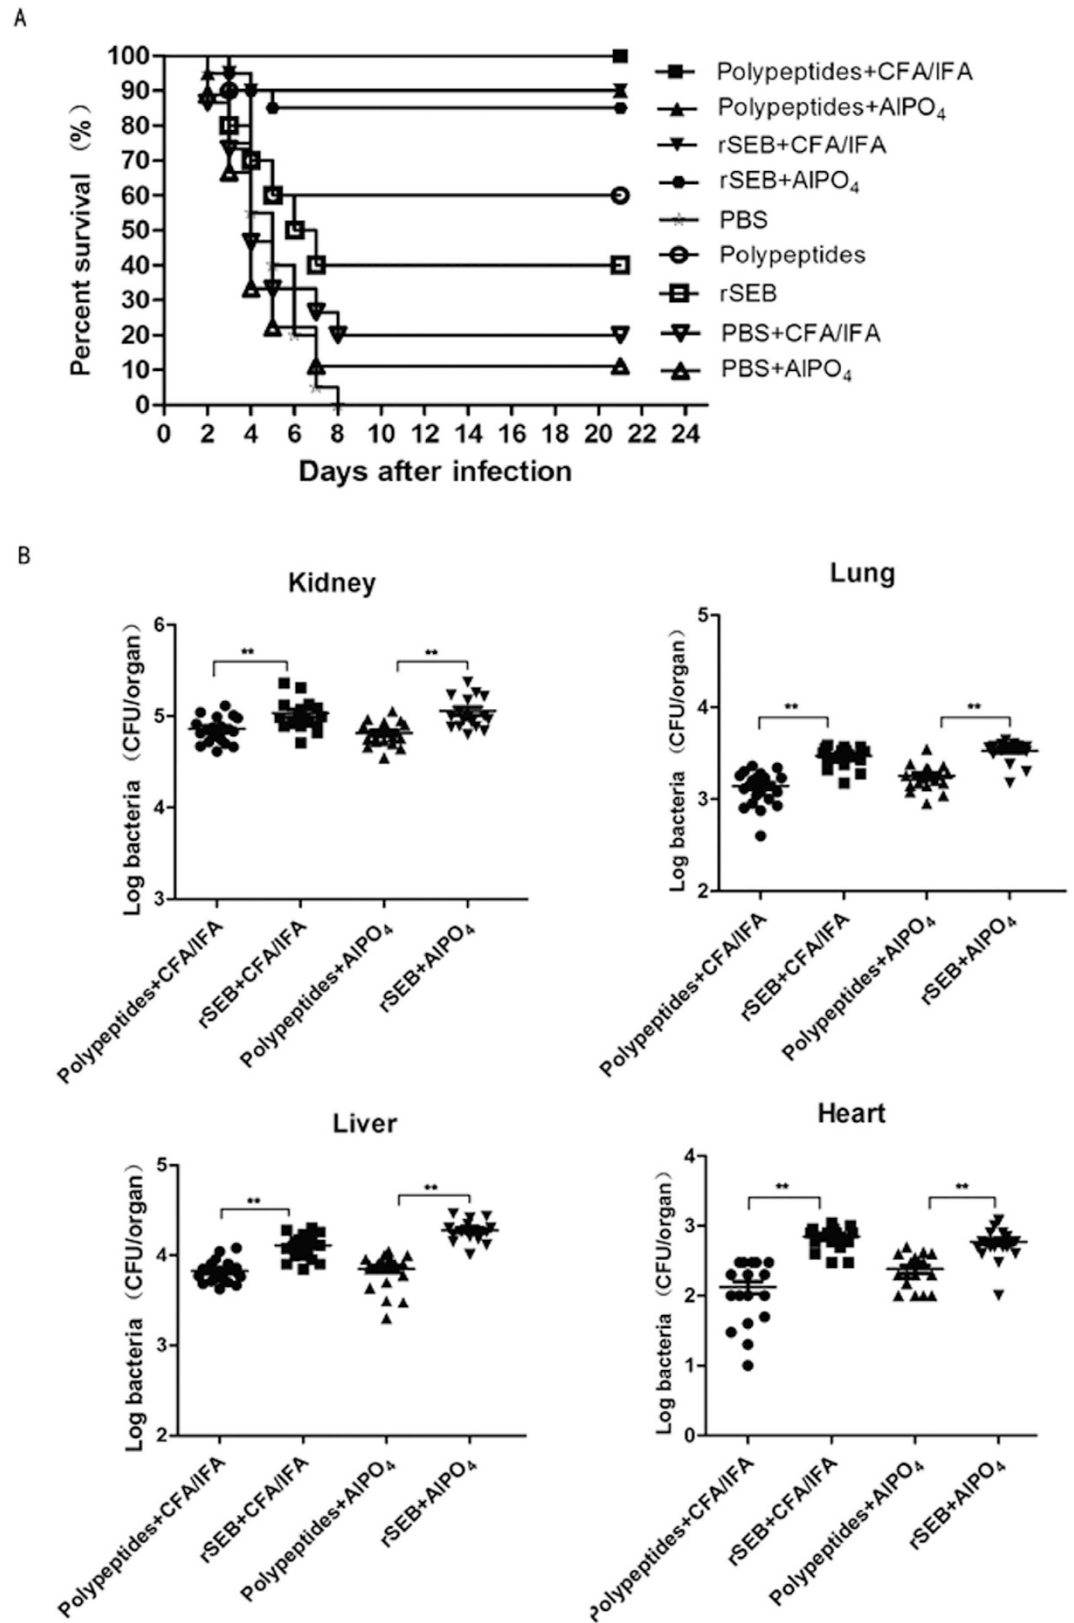 A
100
90
80
70
60
50
40
30
20
10
0
Percent survival (%)
0 2 4 6 8 10 12 14 16 18 20 22 24
Days after infection
Polypeptides+CFA/IFA
Polypeptides+AlPO4
rSEB+CFA/IFA
rSEB+AlPO4
PBS
Polypeptides
rSEB
PBS+CFA/IFA
PBS+AlPO4
B
Kidney
6
5
4
3
Log bacteria (CFU/organ)
** **
Polypeptides+CFA/IFA
rSEB+CFA/IFA
Polypeptides+AlPO4
rSEB+AlPO4
Lung
5
4
3
2
Log bacteria (CFU/organ)
** **
Polypeptides+CFA/IFA
rSEB+CFA/IFA
Polypeptides+AlPO4
rSEB+AlPO4
Liver
5
4
3
2
Log bacteria (CFU/organ)
** **
Polypeptides+CFA/IFA
rSEB+CFA/IFA
Polypeptides+AlPO4
rSEB+AlPO4
Heart
4
3
2
1
0
Log bacteria (CFU/organ)
** **
Polypeptides+CFA/IFA
rSEB+CFA/IFA
Polypeptides+AlPO4
rSEB+AlPO4